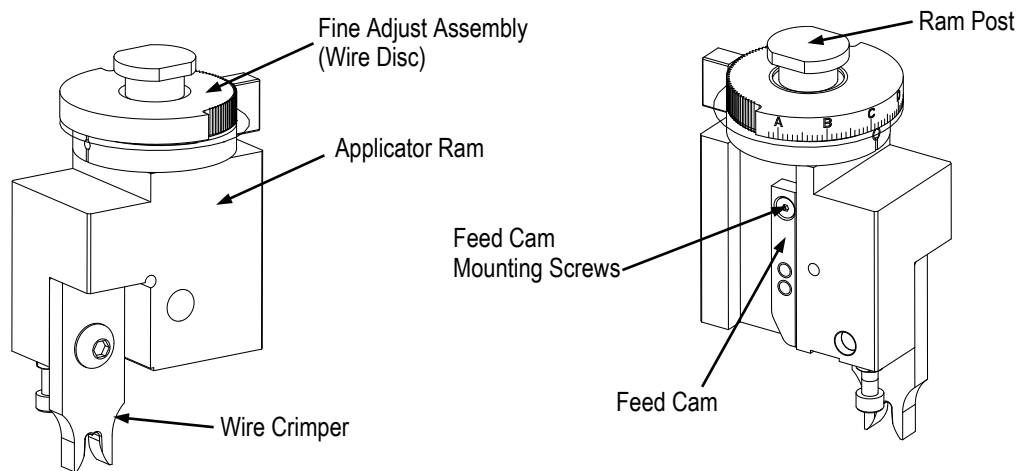 Fine Adjust Assembly
(Wire Disc)
Applicator Ram
Wire Crimper
Ram Post
A B C D
Feed Cam
Mounting Screws
Feed Cam